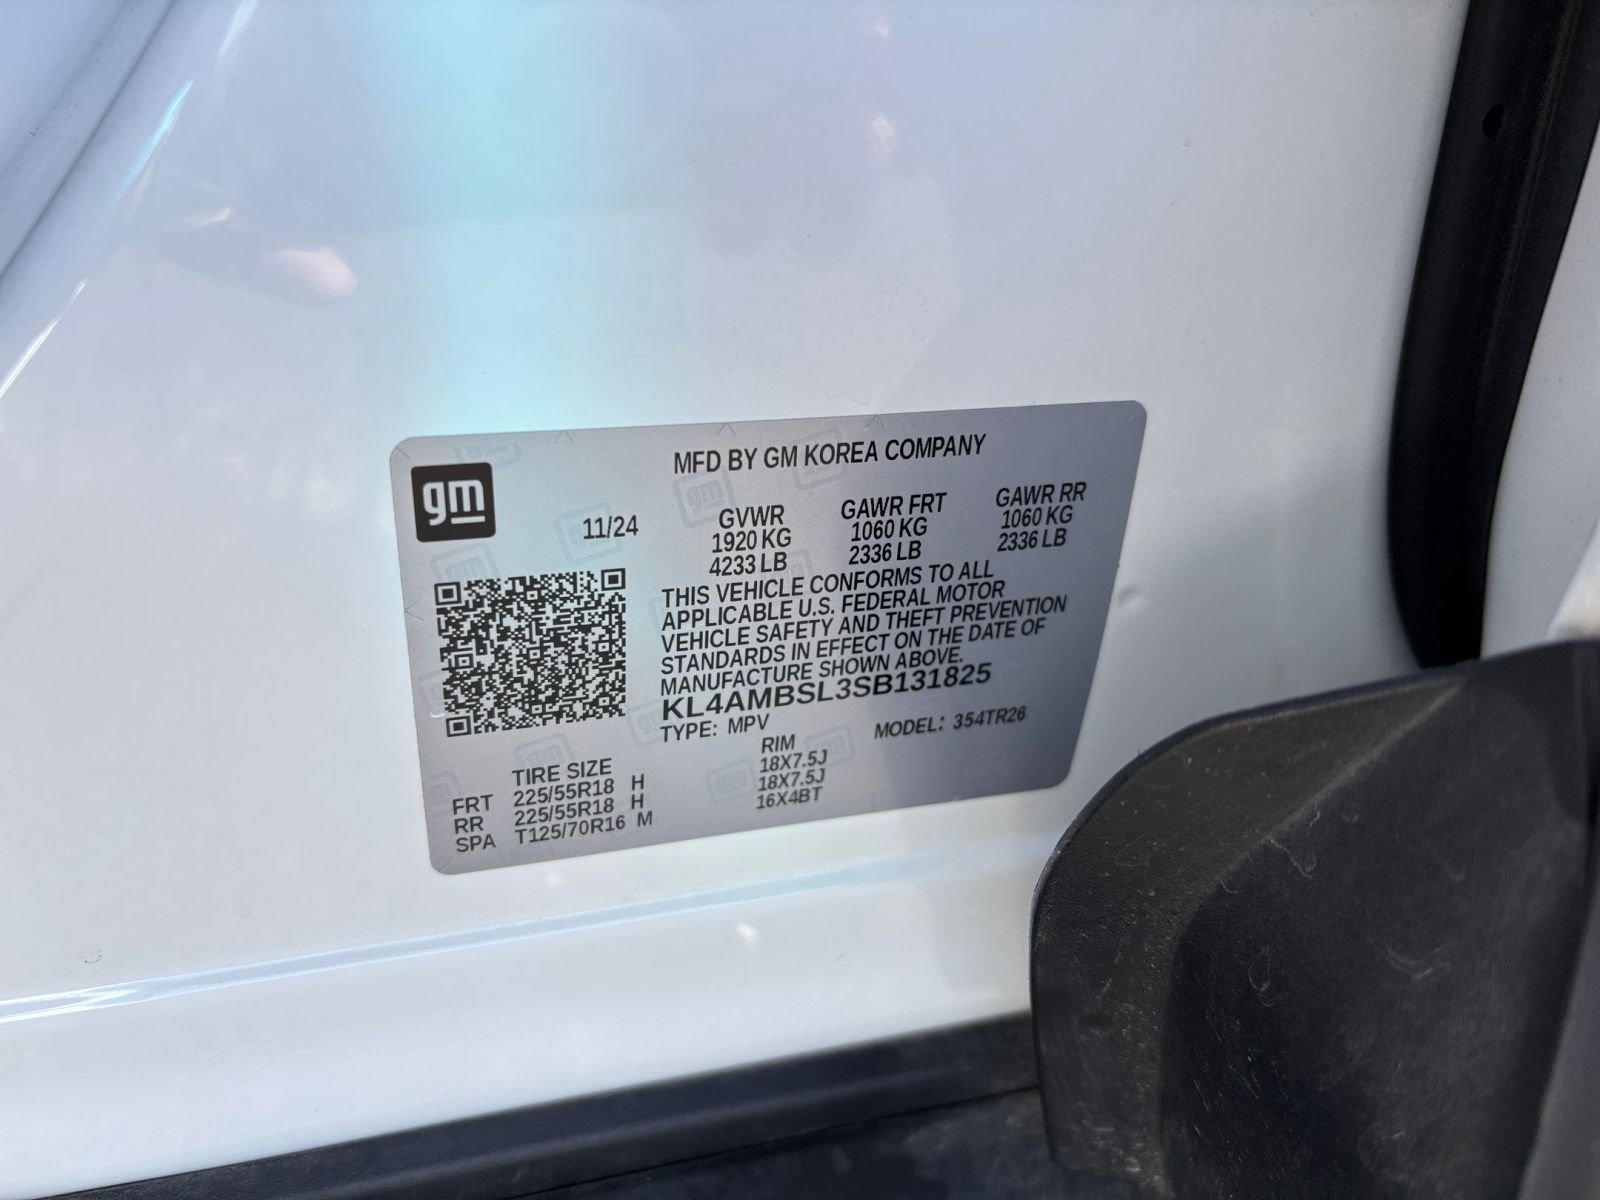 MFD BY GM KOREA COMPANY
gm
11/24
GVWR GAWR FRT GAWR RR
1920 KG 1060 KG 1060 KG
4233 LB 2336 LB 2336 LB
THIS VEHICLE CONFORMS TO ALL
APPLICABLE U.S. FEDERAL MOTOR
VEHICLE SAFETY AND THEFT PREVENTION
STANDARDS IN EFFECT ON THE DATE OF
MANUFACTURE SHOWN ABOVE.
KL4AMBSL3SB131825
TYPE: MPV MODEL: 354TR26
TIRE SIZE RIM
FRT 225/55R18 H 18X7.5J
RR 225/55R18 H 18X7.5J
SPA T125/70R16 M 16X4BT